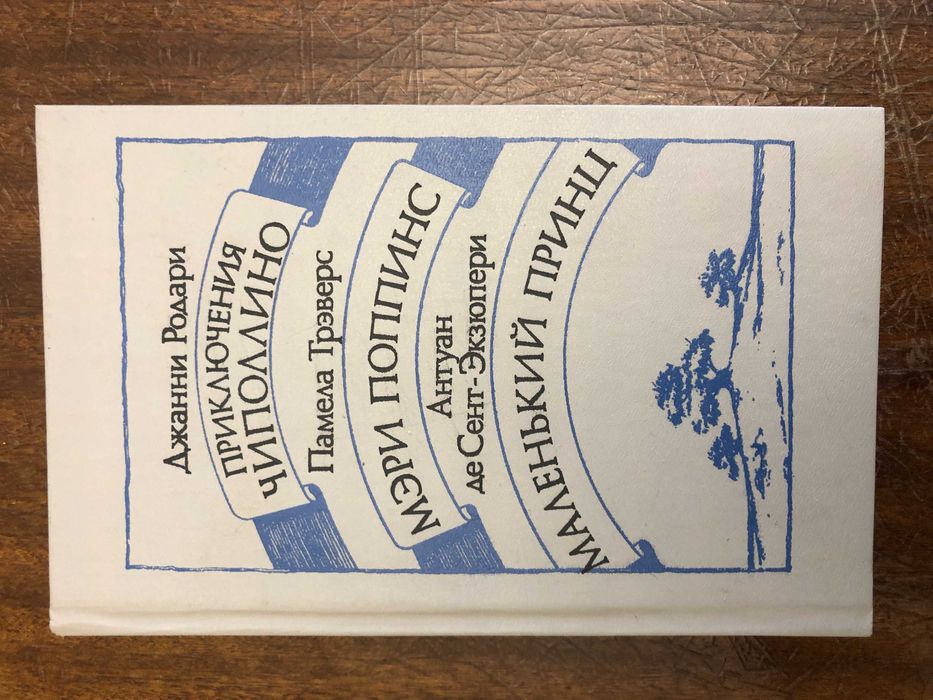 Джанни Родари
ПРИКЛЮЧЕНИЯ
ЧИПОЛЛИНО
Памела Трэверс
МЭРИ ПОППИНС
Антуан
де Сент-Экзюпери
МАЛЕНЬКИЙ ПРИНЦ